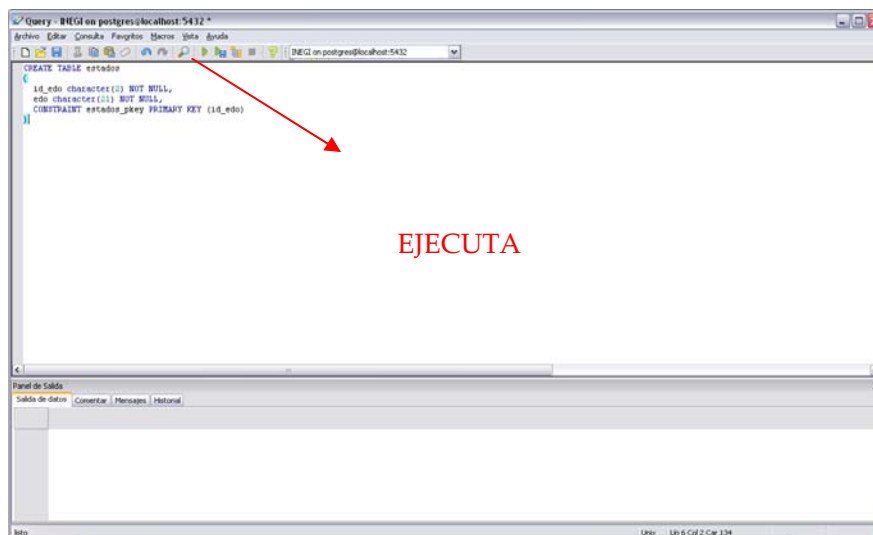 Query - INEGI on postgres@localhost:5432 *
Archivo Editar Consulta Favoritos Macros Vista Ayuda
INEGI on postgres@localhost:5432
CREATE TABLE estados
(
id_edo character(2) NOT NULL,
edo character(21) NOT NULL,
CONSTRAINT estados_pkey PRIMARY KEY (id_edo)
)
EJECUTA
Panel de Salida
Salida de datos Comentar Mensajes Historial
listo. Unix Lín 6 Col 2 Car 134